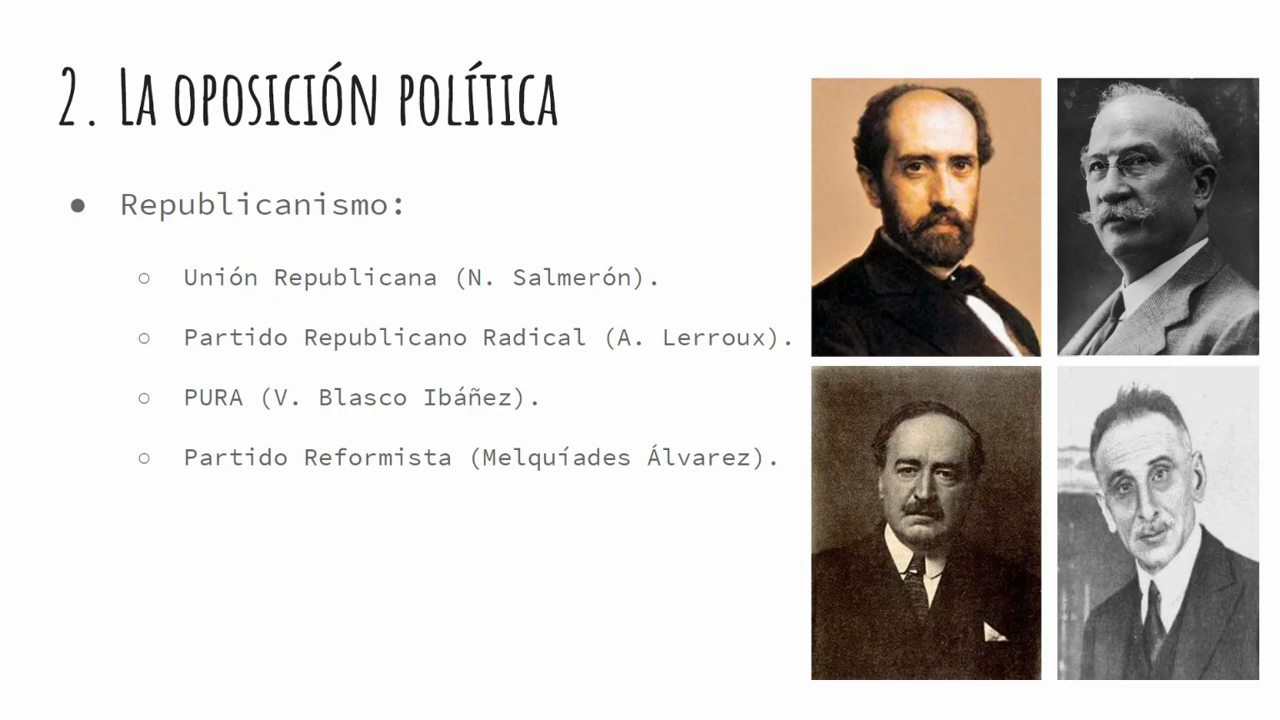 2. La oposición política
● Republicanismo:
○ Unión Republicana (N. Salmerón).
○ Partido Republicano Radical (A. Lerroux).
○ PURA (V. Blasco Ibáñez).
○ Partido Reformista (Melquíades Álvarez).